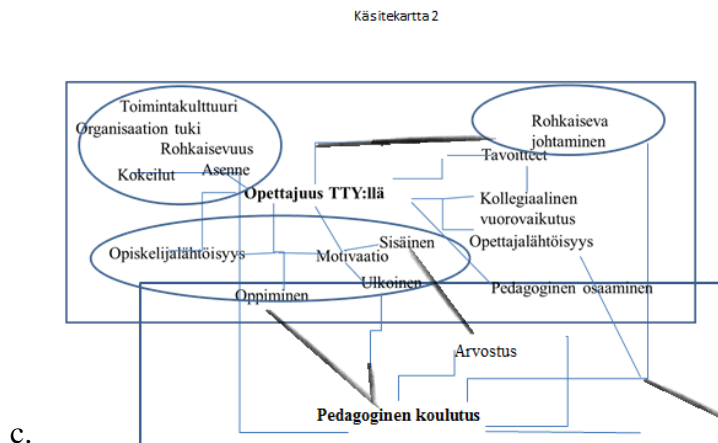 Käsitekartta 2
Toimintakulttuuri
Organisaation tuki
Rohkaisevuus
Kokeilut
Asenne
Rohkaiseva
johtaminen
Tavoitteet
Opettajuus TTY:llä
Kollegiaalinen
vuorovaikutus
Opettajalähtöisyys
Opiskelijalähtöisyys
Motivaatio
Sisäinen
Ulkoinen
Oppiminen
Pedagoginen osaaminen
Arvostus
Pedagoginen koulutus
c.